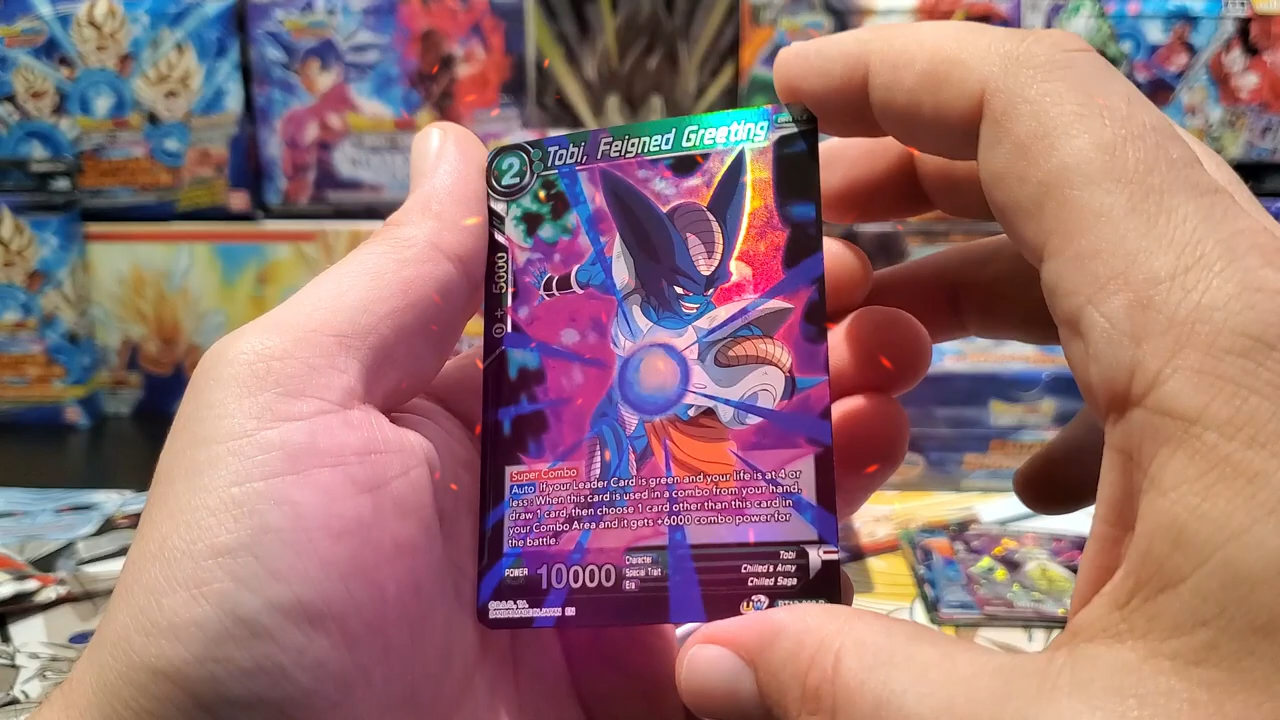 BATTLE
2 Tobi, Feigned Greeting
+ 5000
Super Combo
Auto If your Leader Card is green and your life is at 4 or
less : When this card is used in a combo from your hand,
draw 1 card, then choose 1 card other than this card in
your Combo Area and it gets +6000 combo power for
the battle.
POWER 10000
Character Tobi
Special Trait Chilled's Army
Era Chilled Saga
©B.S./S., T.A.
BANDAI MADE IN JAPAN EN
UW